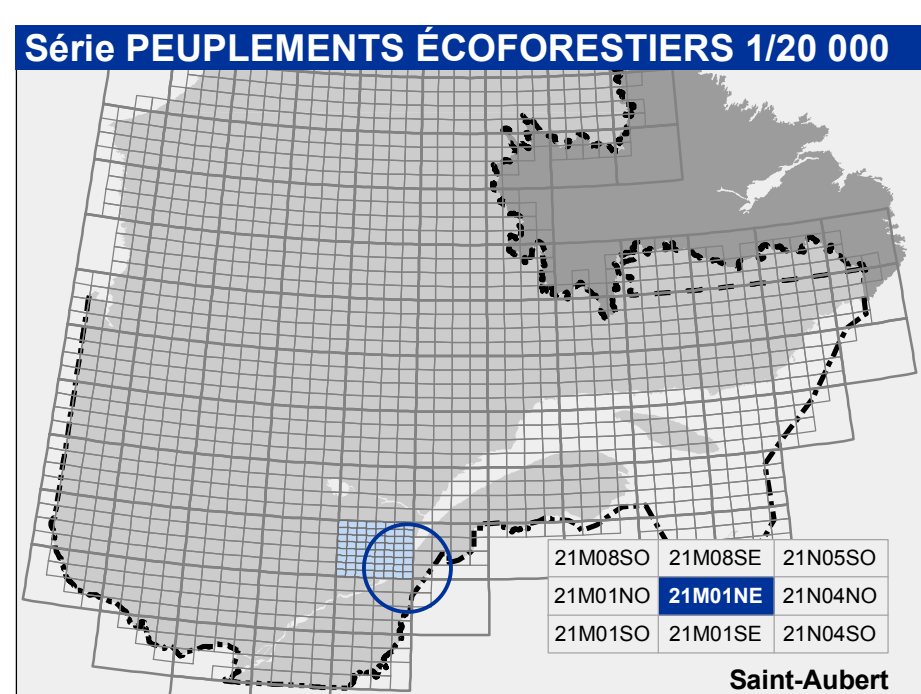 Série PEUPLEMENTS ÉCOFORESTIERS 1/20 000
21M08SO 21M08SE 21N05SO
21M01NO 21M01NE 21N04NO
21M01SO 21M01SE 21N04SO
Saint-Aubert